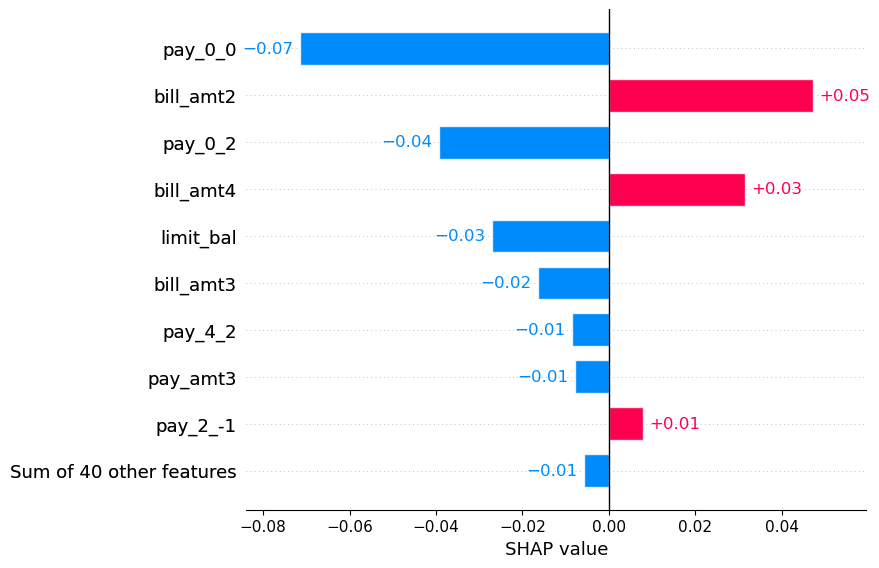 pay_0_0 −0.07
bill_amt2 +0.05
pay_0_2 −0.04
bill_amt4 +0.03
limit_bal −0.03
bill_amt3 −0.02
pay_4_2 −0.01
pay_amt3 −0.01
pay_2_-1 +0.01
Sum of 40 other features −0.01
−0.08 −0.06 −0.04 −0.02 0.00 0.02 0.04
SHAP value